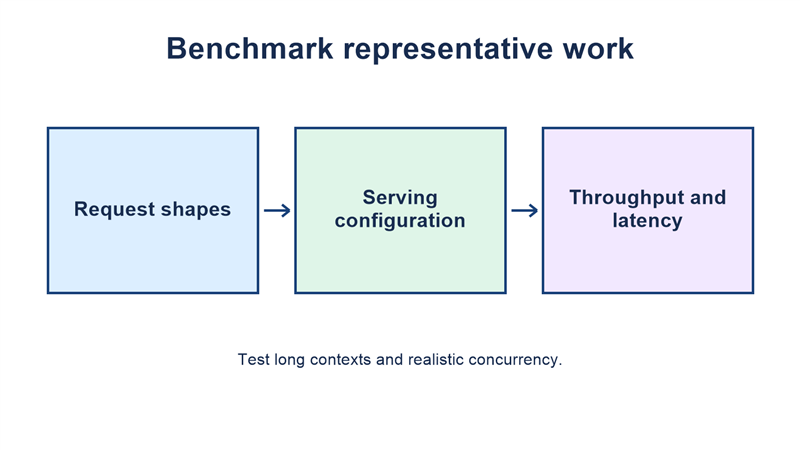 Benchmark representative work
Request shapes
Serving
configuration
Throughput and
latency
Test long contexts and realistic concurrency.